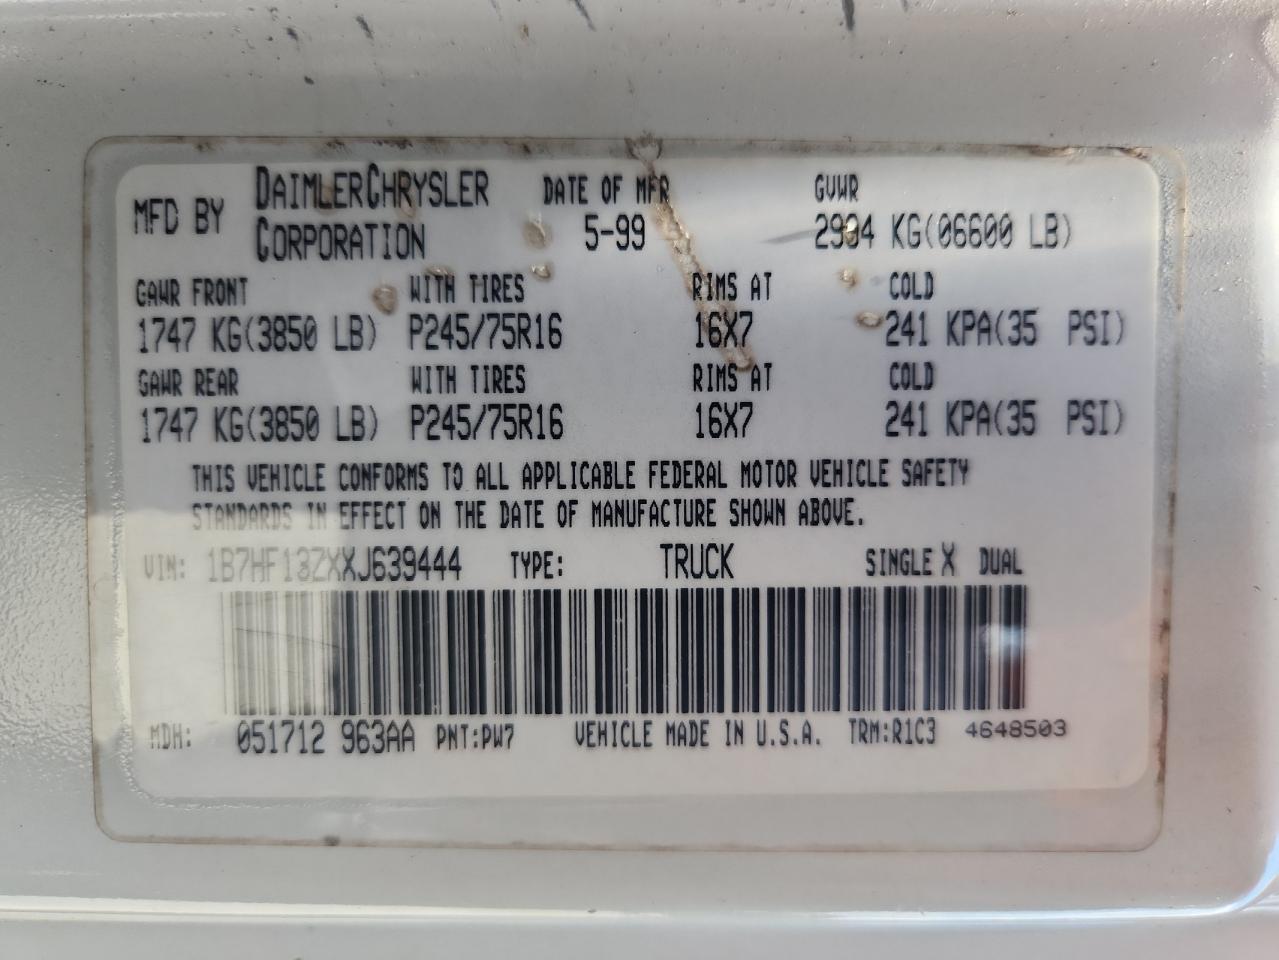 MFD BY DAIMLERCHRYSLER CORPORATION DATE OF MFR 5-99 GVWR 2994 KG(06600 LB)
GAWR FRONT WITH TIRES RIMS AT COLD
1747 KG(3850 LB) P245/75R16 16X7 241 KPA(35 PSI)
GAWR REAR WITH TIRES RIMS AT COLD
1747 KG(3850 LB) P245/75R16 16X7 241 KPA(35 PSI)
THIS VEHICLE CONFORMS TO ALL APPLICABLE FEDERAL MOTOR VEHICLE SAFETY
STANDARDS IN EFFECT ON THE DATE OF MANUFACTURE SHOWN ABOVE.
VIN: 1B7HF13ZXXJ639444 TYPE: TRUCK SINGLE X DUAL
MDH: 051712 963AA PNT:PW7 VEHICLE MADE IN U.S.A. TRM:R1C3 4648503